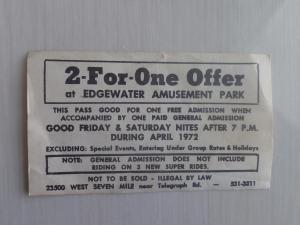 2-For-One Offer
at EDGEWATER AMUSEMENT PARK
THIS PASS GOOD FOR ONE FREE ADMISSION WHEN
ACCOMPANIED BY ONE PAID GENERAL ADMISSION
GOOD FRIDAY & SATURDAY NITES AFTER 7 P.M.
DURING APRIL 1972
EXCLUDING: Special Events, Entering Under Group Rates & Holidays
NOTE: GENERAL ADMISSION DOES NOT INCLUDE
RIDING ON 3 NEW SUPER RIDES.
NOT TO BE SOLD - ILLEGAL BY LAW
23500 WEST SEVEN MILE near Telegraph Rd. - 531-3811